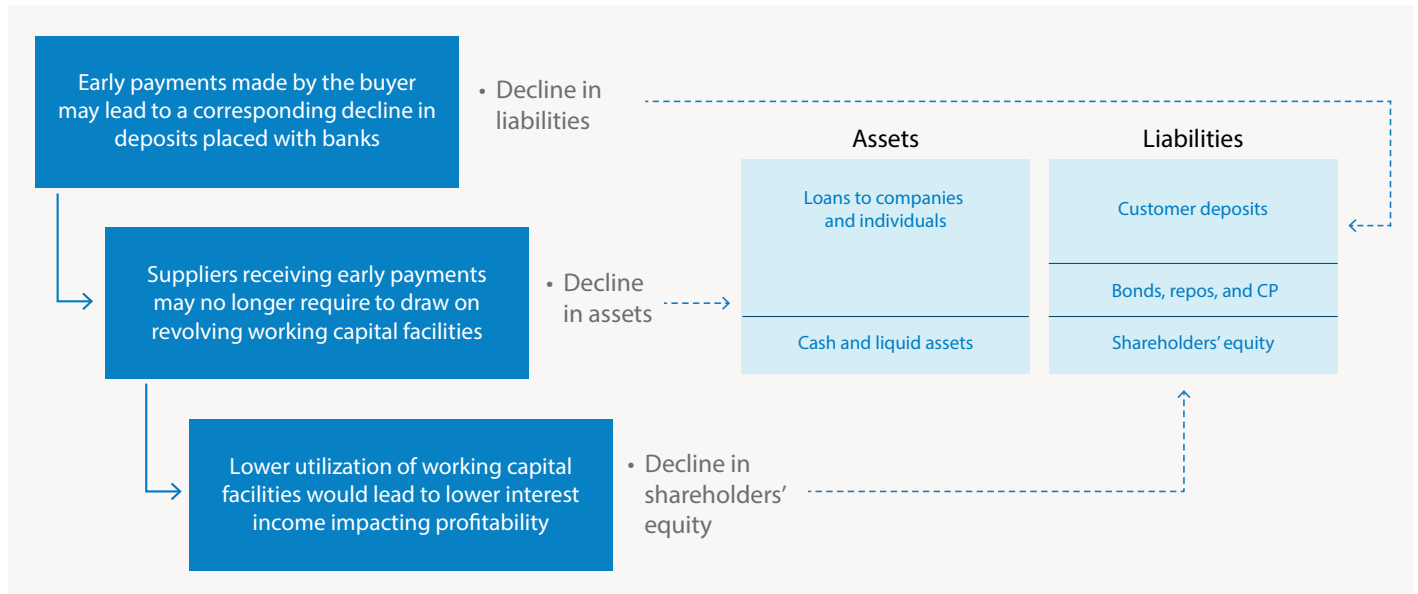 Early payments made by the buyer
may lead to a corresponding decline in
deposits placed with banks
• Decline in
liabilities
Suppliers receiving early payments
may no longer require to draw on
revolving working capital facilities
• Decline
in assets
Lower utilization of working capital
facilities would lead to lower interest
income impacting profitability
• Decline in
shareholders’
equity
Assets
Loans to companies
and individuals
Cash and liquid assets
Liabilities
Customer deposits
Bonds, repos, and CP
Shareholders’ equity